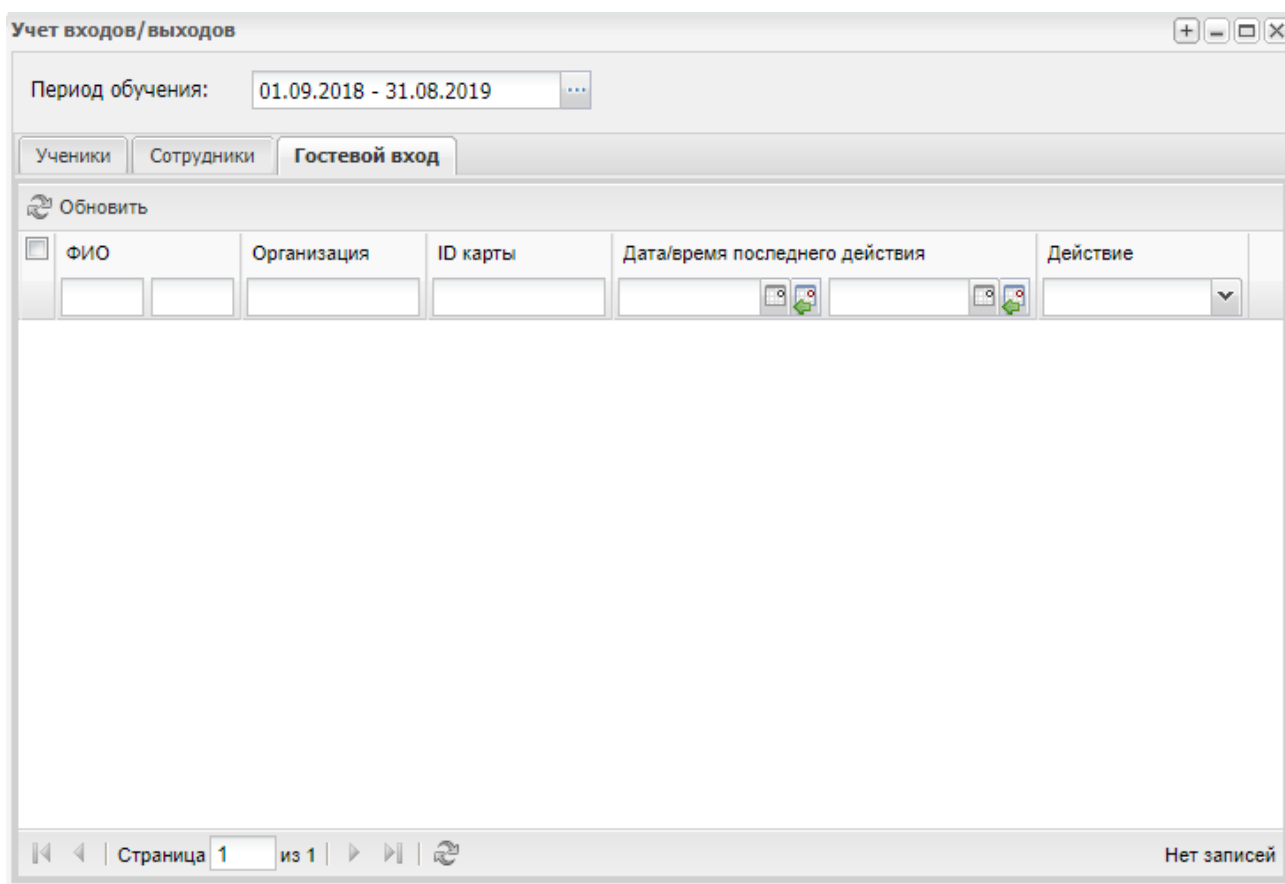 Учет входов/выходов
Период обучения: 01.09.2018 - 31.08.2019 ...
Ученики Сотрудники Гостевой вход
Обновить
ФИО Организация ID карты Дата/время последнего действия Действие
Страница 1 из 1 Нет записей